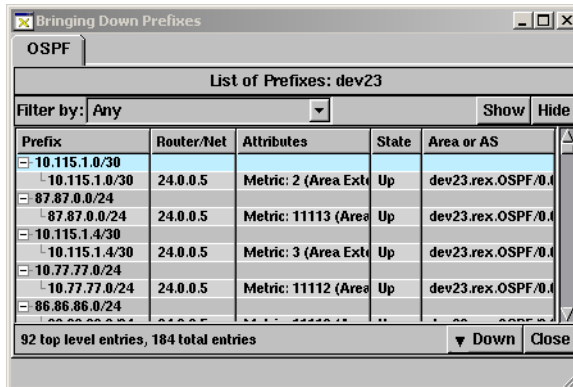 Bringing Down Prefixes
OSPF
List of Prefixes: dev23
Filter by: Any Show Hide
Prefix Router/Net Attributes State Area or AS
10.115.1.0/30
10.115.1.0/30 24.0.0.5 Metric: 2 (Area Exte Up dev23.rex.OSPF/0.
87.87.0.0/24
87.87.0.0/24 24.0.0.5 Metric: 11113 (Area Up dev23.rex.OSPF/0.
10.115.1.4/30
10.115.1.4/30 24.0.0.5 Metric: 3 (Area Exte Up dev23.rex.OSPF/0.
10.77.77.0/24
10.77.77.0/24 24.0.0.5 Metric: 11112 (Area Up dev23.rex.OSPF/0.
86.86.86.0/24
92 top level entries, 184 total entries Down Close